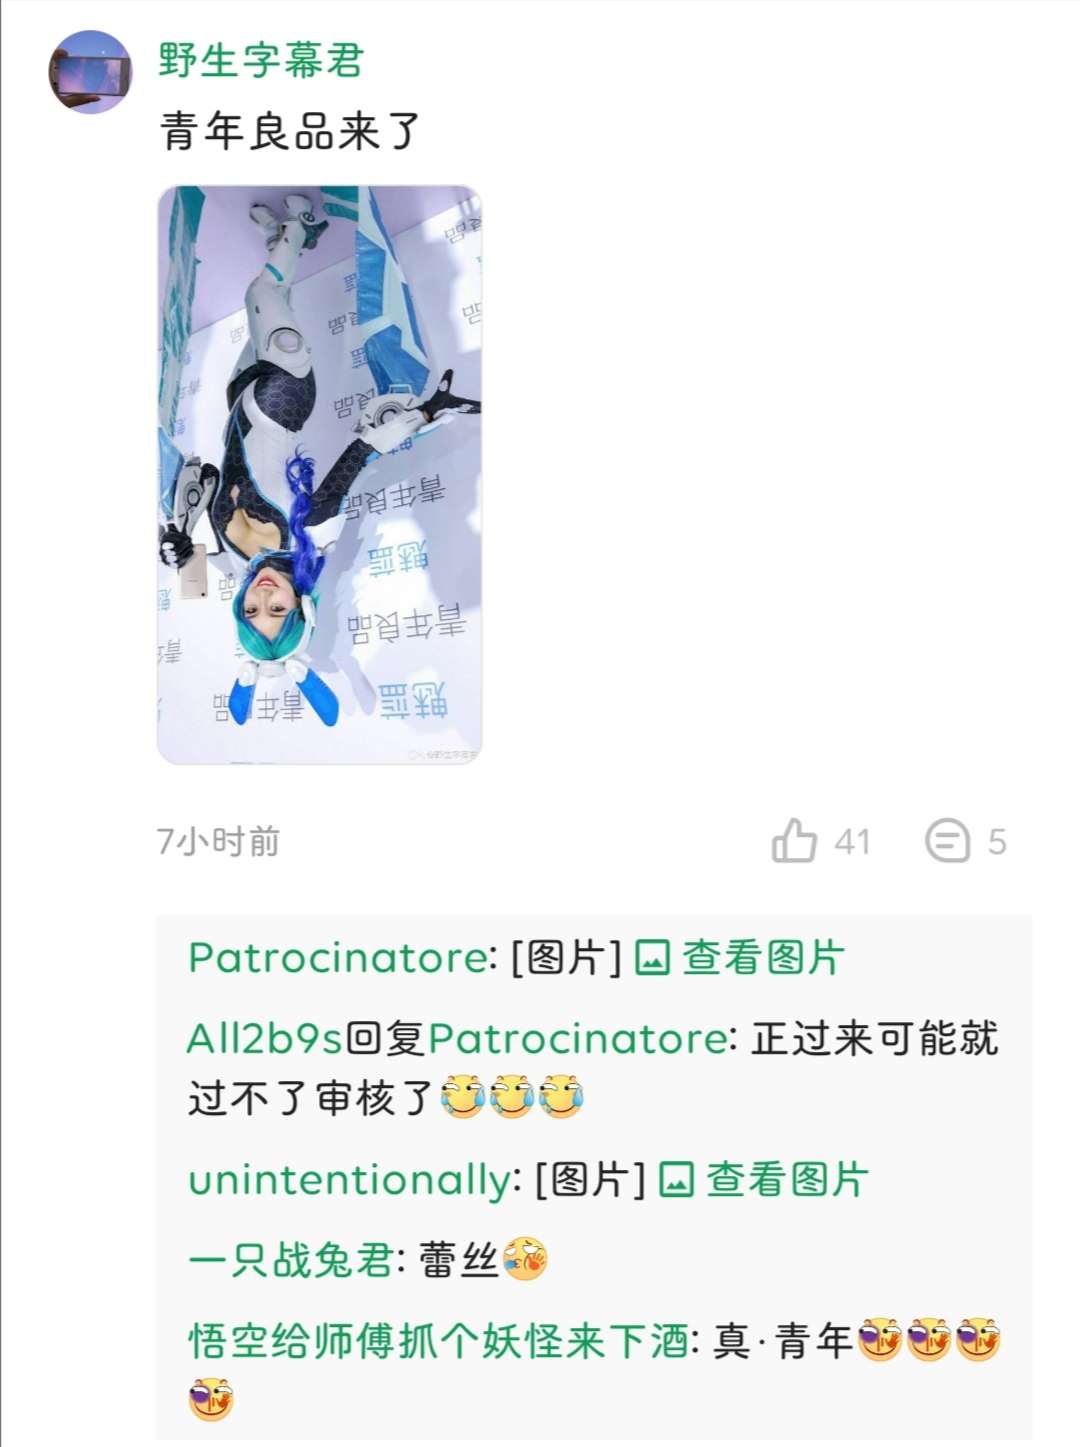 野生字幕君
青年良品来了
青年良品
魅蓝
青年良品
魅蓝
青年
7小时前
41
5
Patrocinatore: [图片] 查看图片
All2b9s回复Patrocinatore: 正过来可能就
过不了审核了
unintentionally: [图片] 查看图片
一只战兔君: 蕾丝
悟空给师傅抓个妖怪来下酒: 真·青年